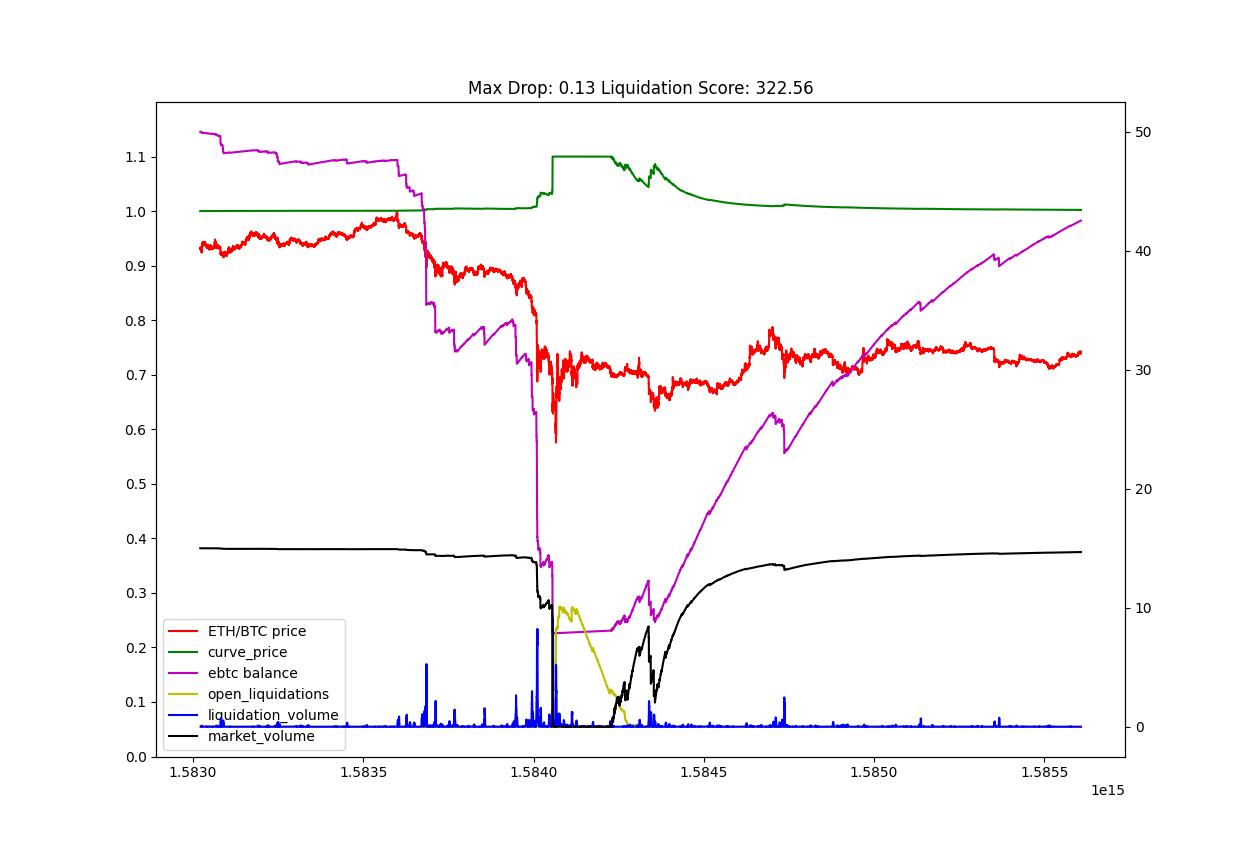 Max Drop: 0.13 Liquidation Score: 322.56
1.1
1.0
0.9
0.8
0.7
0.6
0.5
0.4
0.3
0.2
0.1
0.0
50
40
30
20
10
0
ETH/BTC price
curve_price
ebtc balance
open_liquidations
liquidation_volume
market_volume
1.5830 1.5835 1.5840 1.5845 1.5850 1.5855
1e15